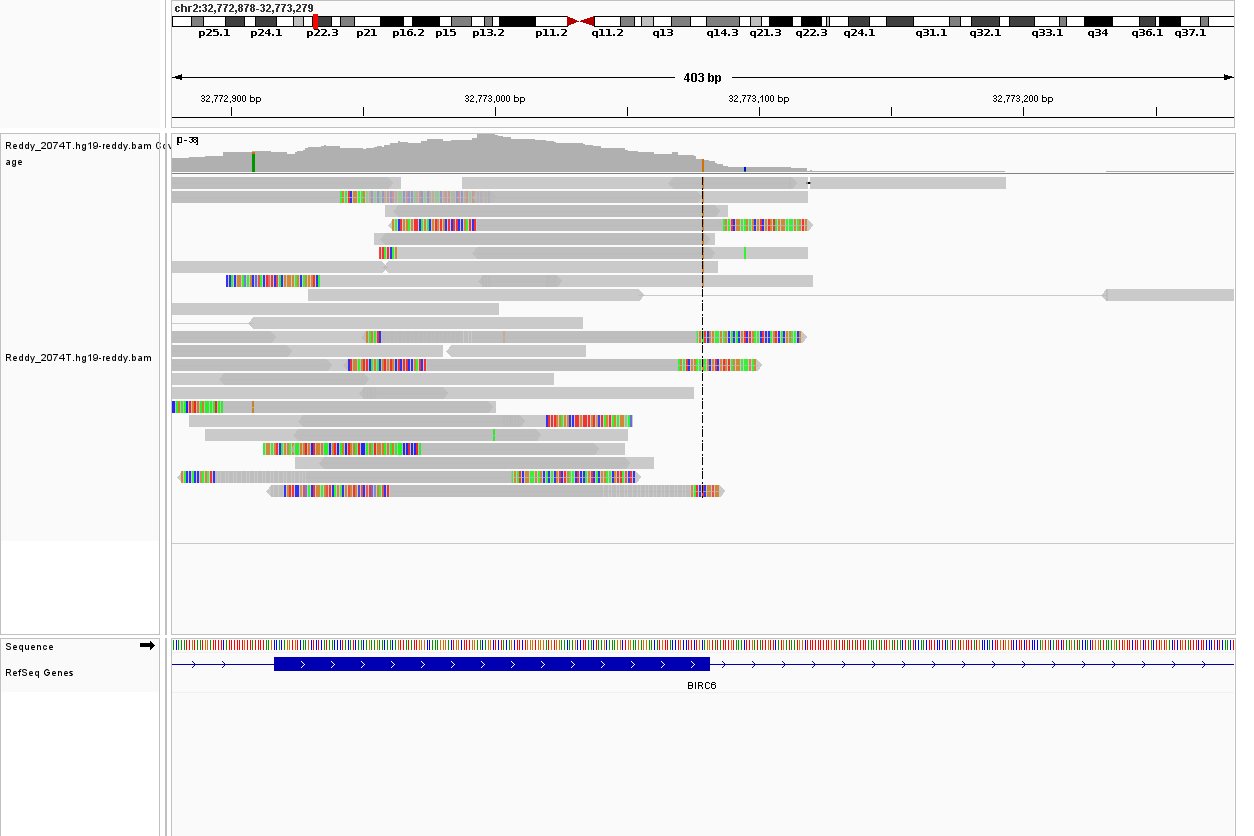 chr2:32,772,878-32,773,279
p25.1 p24.1 p22.3 p21 p16.2 p15 p13.2 p11.2 q11.2 q13 q14.3 q21.3 q22.3 q24.1 q31.1 q32.1 q33.1 q34 q36.1 q37.1
403 bp
32,772,900 bp 32,773,000 bp 32,773,100 bp 32,773,200 bp
[0-38]
Reddy_2074T.hg19-reddy.bam Cov
age
Reddy_2074T.hg19-reddy.bam
Sequence
RefSeq Genes
BIRC6